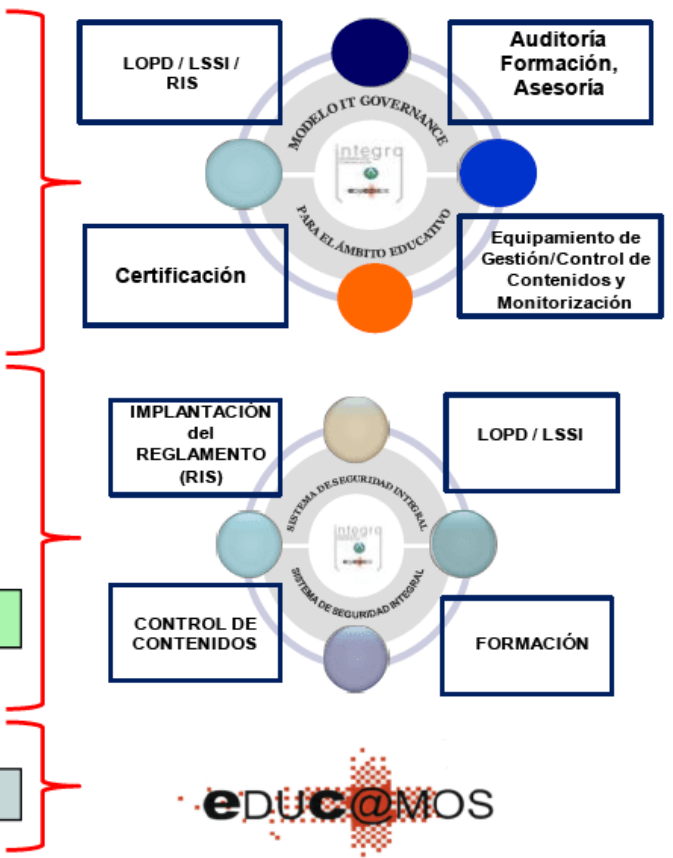 LOPD / LSSI /
RIS
Auditoría
Formación,
Asesoría
MODELO IT GOVERNANCE
integra
educamos
PARA EL ÁMBITO EDUCATIVO
Certificación
Equipamiento de
Gestión/Control de
Contenidos y
Monitorización
IMPLANTACIÓN
del
REGLAMENTO
(RIS)
LOPD / LSSI
SISTEMA DE SEGURIDAD INTEGRAL
integra
SISTEMA DE SEGURIDAD INTEGRAL
CONTROL DE
CONTENIDOS
FORMACIÓN
eDUC@MOS